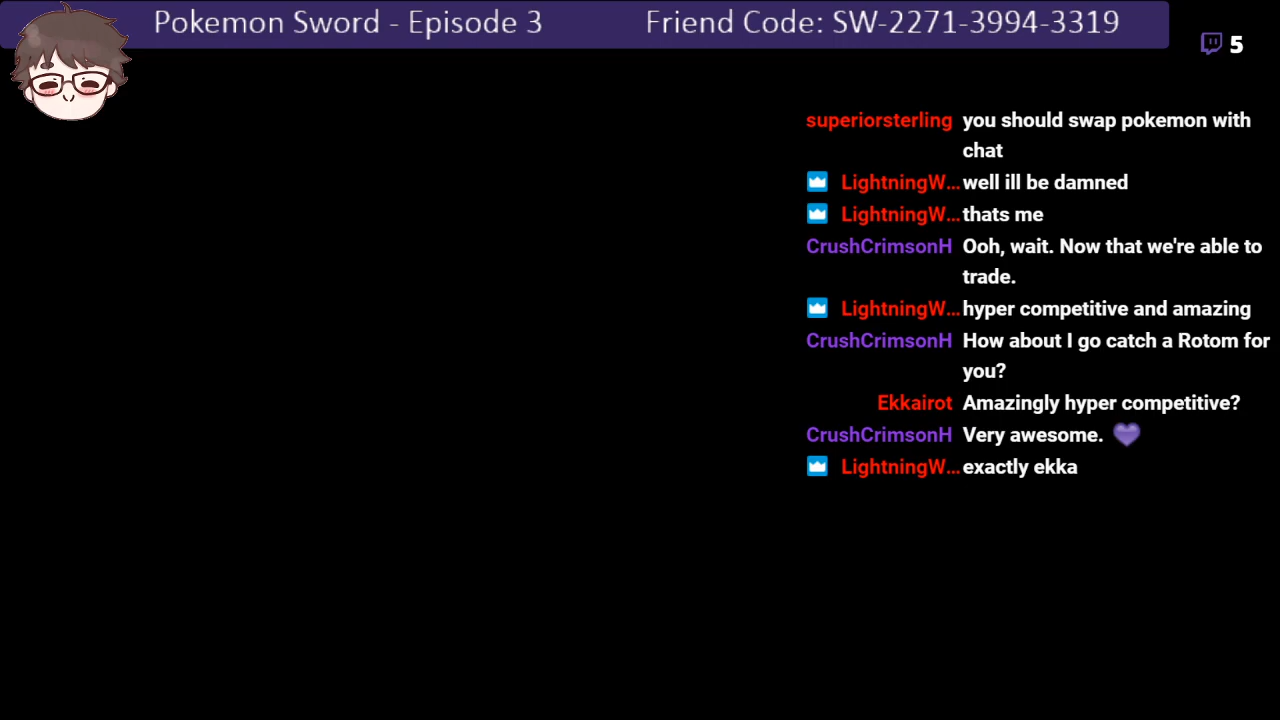 Pokemon Sword - Episode 3 Friend Code: SW-2271-3994-3319
5
superiorsterling you should swap pokemon with
chat
LightningW... well ill be damned
LightningW... thats me
CrushCrimsonH Ooh, wait. Now that we're able to
trade.
LightningW... hyper competitive and amazing
CrushCrimsonH How about I go catch a Rotom for
you?
Ekkairot Amazingly hyper competitive?
CrushCrimsonH Very awesome. 💜
LightningW... exactly ekka